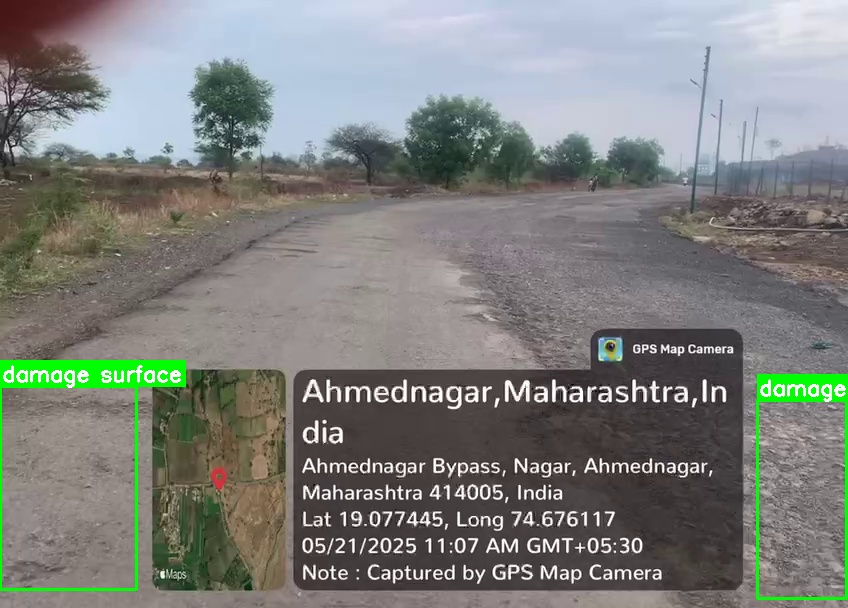 GPS Map Camera
damage surface
damage
Ahmednagar,Maharashtra,In
dia
Ahmednagar Bypass, Nagar, Ahmednagar,
Maharashtra 414005, India
Lat 19.077445, Long 74.676117
05/21/2025 11:07 AM GMT+05:30
Note : Captured by GPS Map Camera
Maps